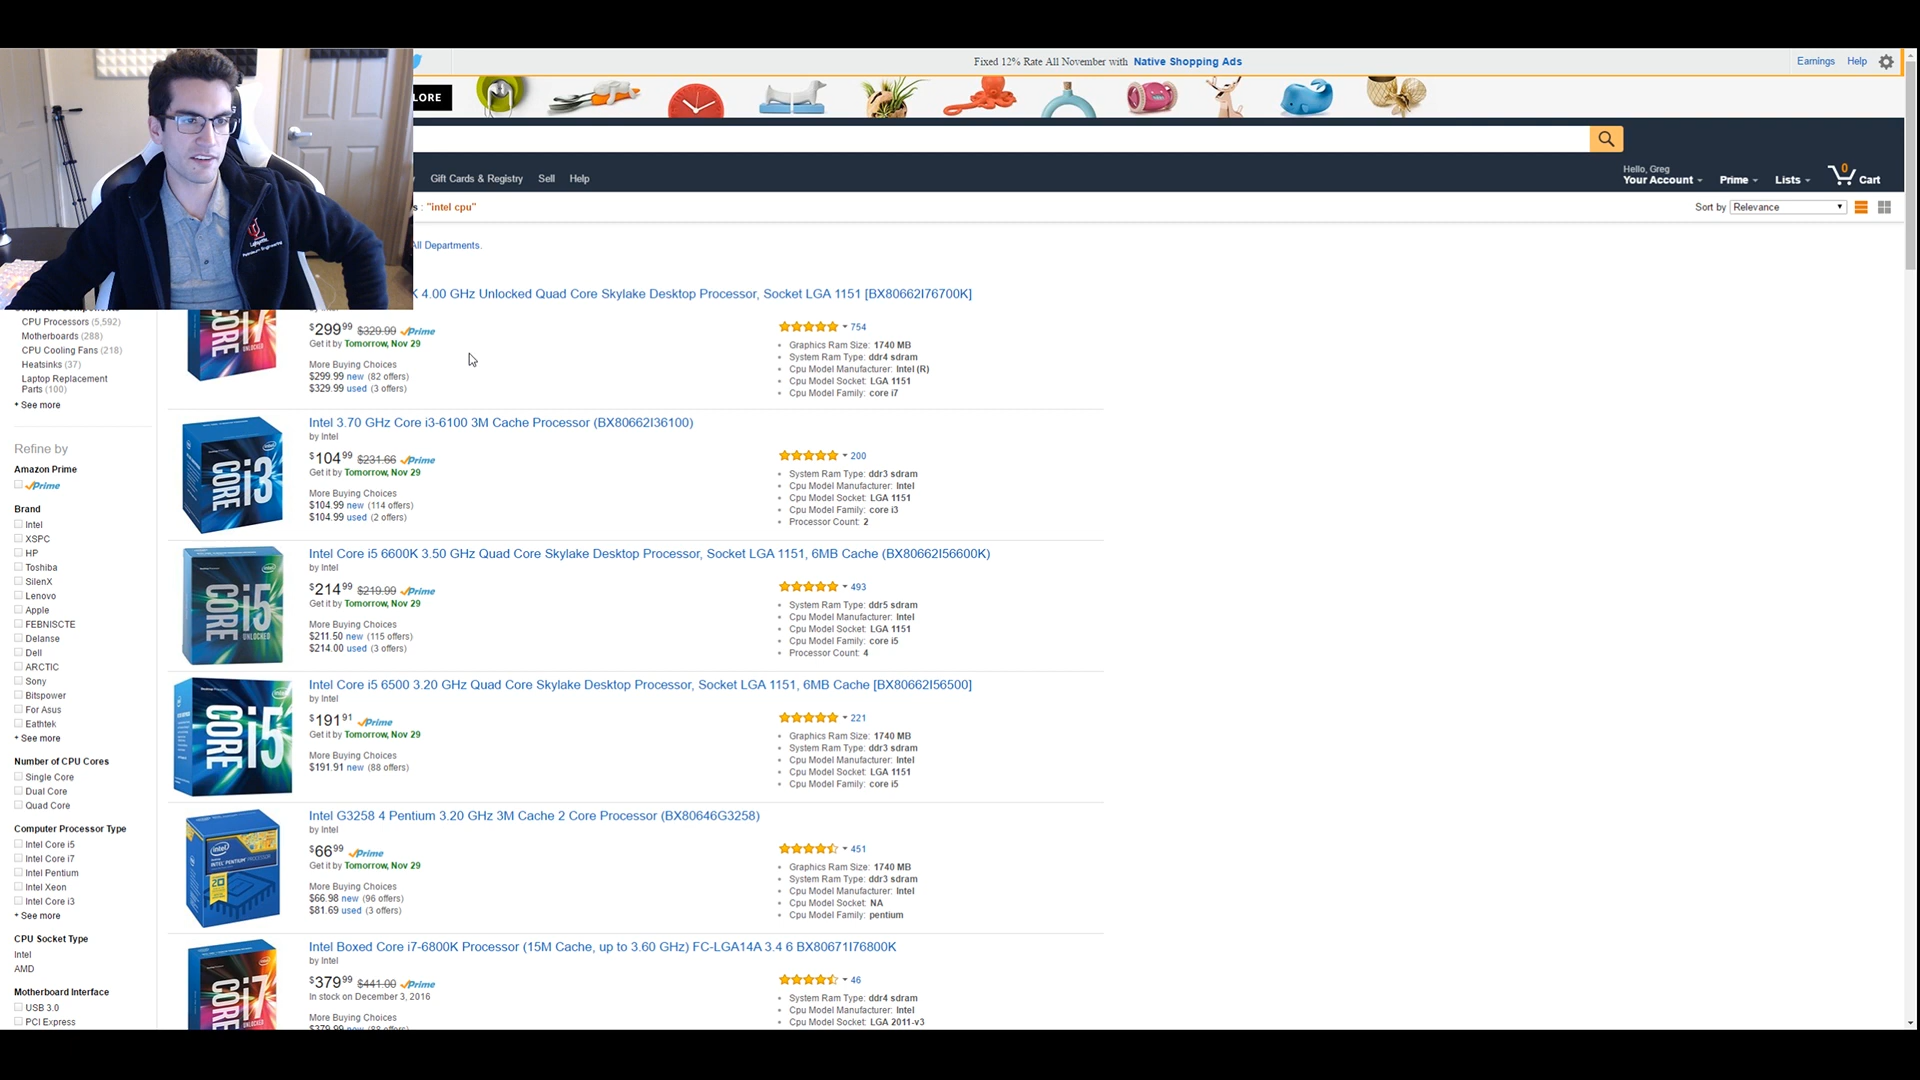 Fixed 12% Rate All November with Native Shopping Ads
Earnings Help
LORE
Gift Cards & Registry Sell Help
Hello, Greg
Your Account Prime Lists 0 Cart
"intel cpu"
Sort by Relevance
All Departments.
K 4.00 GHz Unlocked Quad Core Skylake Desktop Processor, Socket LGA 1151 [BX80662I76700K]
$299.99 $329.99 Prime
Get it by Tomorrow, Nov 29
More Buying Choices
$299.99 new (82 offers)
$329.99 used (3 offers)
754
Graphics Ram Size: 1740 MB
System Ram Type: ddr4 sdram
Cpu Model Manufacturer: Intel (R)
Cpu Model Socket: LGA 1151
Cpu Model Family: core i7
CORE i7
UNLOCKED
Intel 3.70 GHz Core i3-6100 3M Cache Processor (BX80662I36100)
by Intel
$104.99 $231.66 Prime
Get it by Tomorrow, Nov 29
More Buying Choices
$104.99 new (114 offers)
$104.99 used (2 offers)
200
System Ram Type: ddr3 sdram
Cpu Model Manufacturer: Intel
Cpu Model Socket: LGA 1151
Cpu Model Family: core i3
Processor Count: 2
CORE i3
Intel Core i5 6600K 3.50 GHz Quad Core Skylake Desktop Processor, Socket LGA 1151, 6MB Cache (BX80662I56600K)
by Intel
$214.99 $219.99 Prime
Get it by Tomorrow, Nov 29
More Buying Choices
$211.50 new (115 offers)
$214.00 used (3 offers)
493
System Ram Type: ddr5 sdram
Cpu Model Manufacturer: Intel
Cpu Model Socket: LGA 1151
Cpu Model Family: core i5
Processor Count: 4
CORE i5
UNLOCKED
Intel Core i5 6500 3.20 GHz Quad Core Skylake Desktop Processor, Socket LGA 1151, 6MB Cache [BX80662I56500]
by Intel
$191.91 Prime
Get it by Tomorrow, Nov 29
More Buying Choices
$191.91 new (88 offers)
221
Graphics Ram Size: 1740 MB
System Ram Type: ddr3 sdram
Cpu Model Manufacturer: Intel
Cpu Model Socket: LGA 1151
Cpu Model Family: core i5
CORE i5
Intel G3258 4 Pentium 3.20 GHz 3M Cache 2 Core Processor (BX80646G3258)
by Intel
$66.99 Prime
Get it by Tomorrow, Nov 29
More Buying Choices
$66.98 new (96 offers)
$81.69 used (3 offers)
451
Graphics Ram Size: 1740 MB
System Ram Type: ddr3 sdram
Cpu Model Manufacturer: Intel
Cpu Model Socket: NA
Cpu Model Family: pentium
intel
INTEL PENTIUM PROCESSOR
Intel Boxed Core i7-6800K Processor (15M Cache, up to 3.60 GHz) FC-LGA14A 3.4 6 BX80671I76800K
by Intel
$379.99 $441.00 Prime
In stock on December 3, 2016
More Buying Choices
$379.99 new (88 offers)
46
System Ram Type: ddr4 sdram
Cpu Model Manufacturer: Intel
Cpu Model Socket: LGA 2011-v3
CORE i7
UNLOCKED
CPU Processors (5,592)
Motherboards (288)
CPU Cooling Fans (218)
Heatsinks (37)
Laptop Replacement
Parts (100)
+ See more
Refine by
Amazon Prime
Prime
Brand
Intel
XSPC
HP
Toshiba
SilenX
Lenovo
Apple
FEBNISCTE
Delanse
Dell
ARCTIC
Sony
Bitspower
For Asus
Eathtek
+ See more
Number of CPU Cores
Single Core
Dual Core
Quad Core
Computer Processor Type
Intel Core i5
Intel Core i7
Intel Pentium
Intel Xeon
Intel Core i3
+ See more
CPU Socket Type
Intel
AMD
Motherboard Interface
USB 3.0
PCI Express